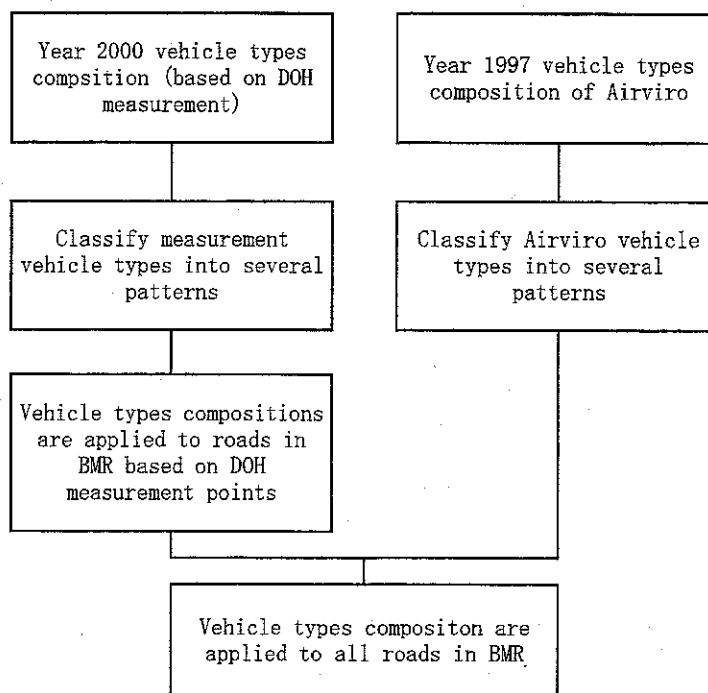 Year 2000 vehicle types
compsition (based on DOH
measurement)
Year 1997 vehicle types
composition of Airviro
Classify measurement
vehicle types into several
patterns
Classify Airviro vehicle
types into several
patterns
Vehicle types compositions
are applied to roads in
BMR based on DOH
measurement points
Vehicle types compositon are
applied to all roads in BMR